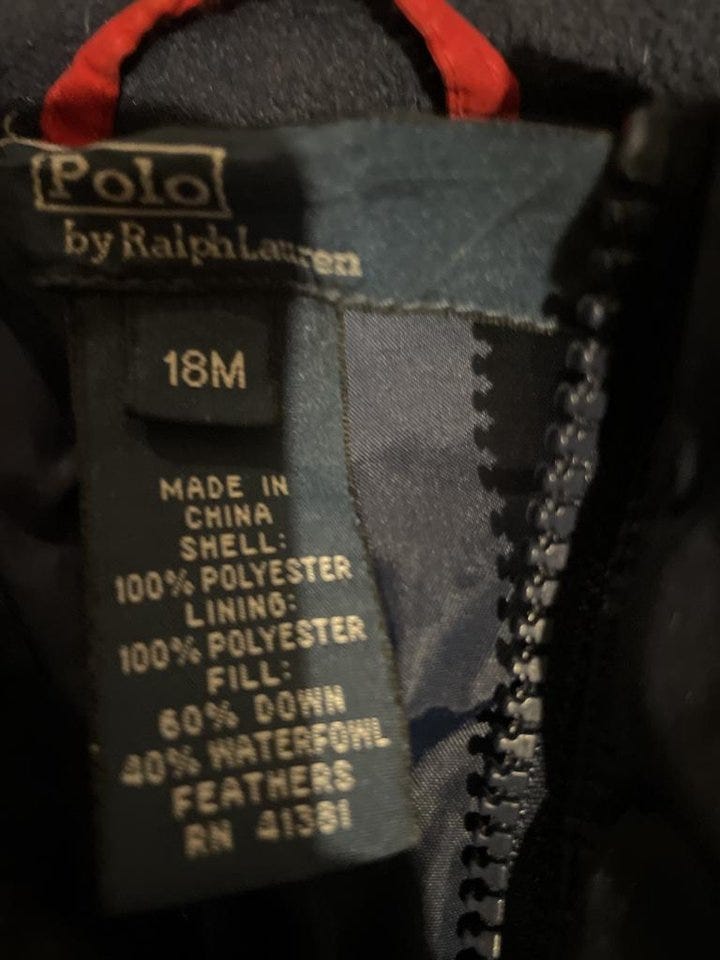 Polo
by Ralph Lauren
18M
MADE IN
CHINA
SHELL:
100% POLYESTER
LINING:
100% POLYESTER
FILL:
60% DOWN
40% WATERFOWL
FEATHERS
RN 41381